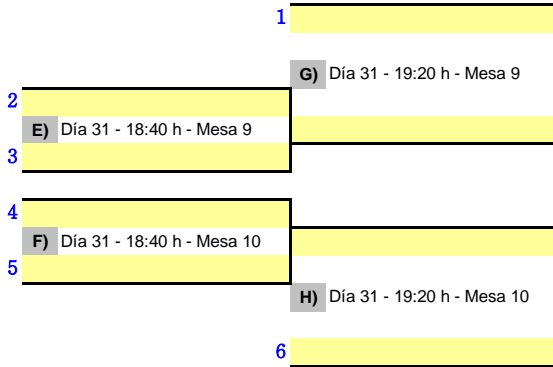 1
G) Día 31 - 19:20 h - Mesa 9
2
E) Día 31 - 18:40 h - Mesa 9
3
4
F) Día 31 - 18:40 h - Mesa 10
5
H) Día 31 - 19:20 h - Mesa 10
6